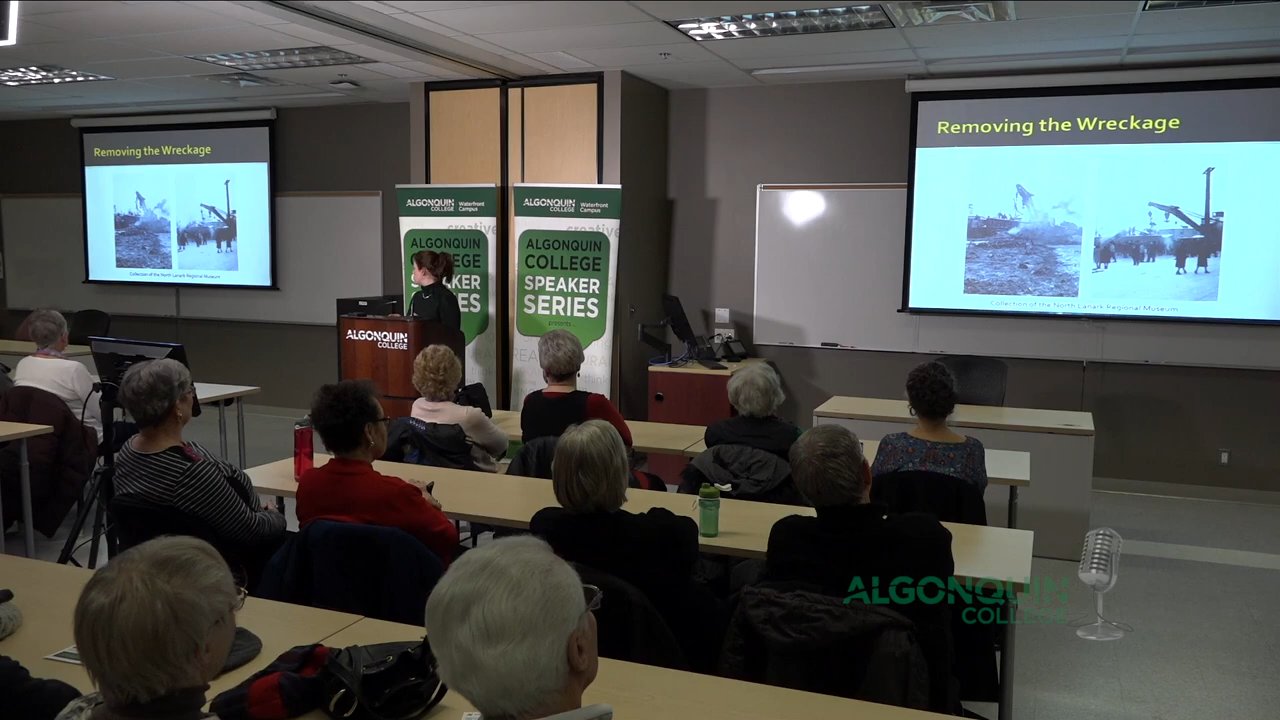 Removing the Wreckage
Collection of the North Lanark Regional Museum
ALGONQUIN
COLLEGE
Waterfront
Campus
creative
ALGONQUIN
COLLEGE
SPEAKER
SERIES
ALGONQUIN
COLLEGE
Waterfront
Campus
creative
ALGONQUIN
COLLEGE
SPEAKER
SERIES
presents
ALGONQUIN
COLLEGE
Removing the Wreckage
Collection of the North Lanark Regional Museum
ALGONQUIN
COLLEGE